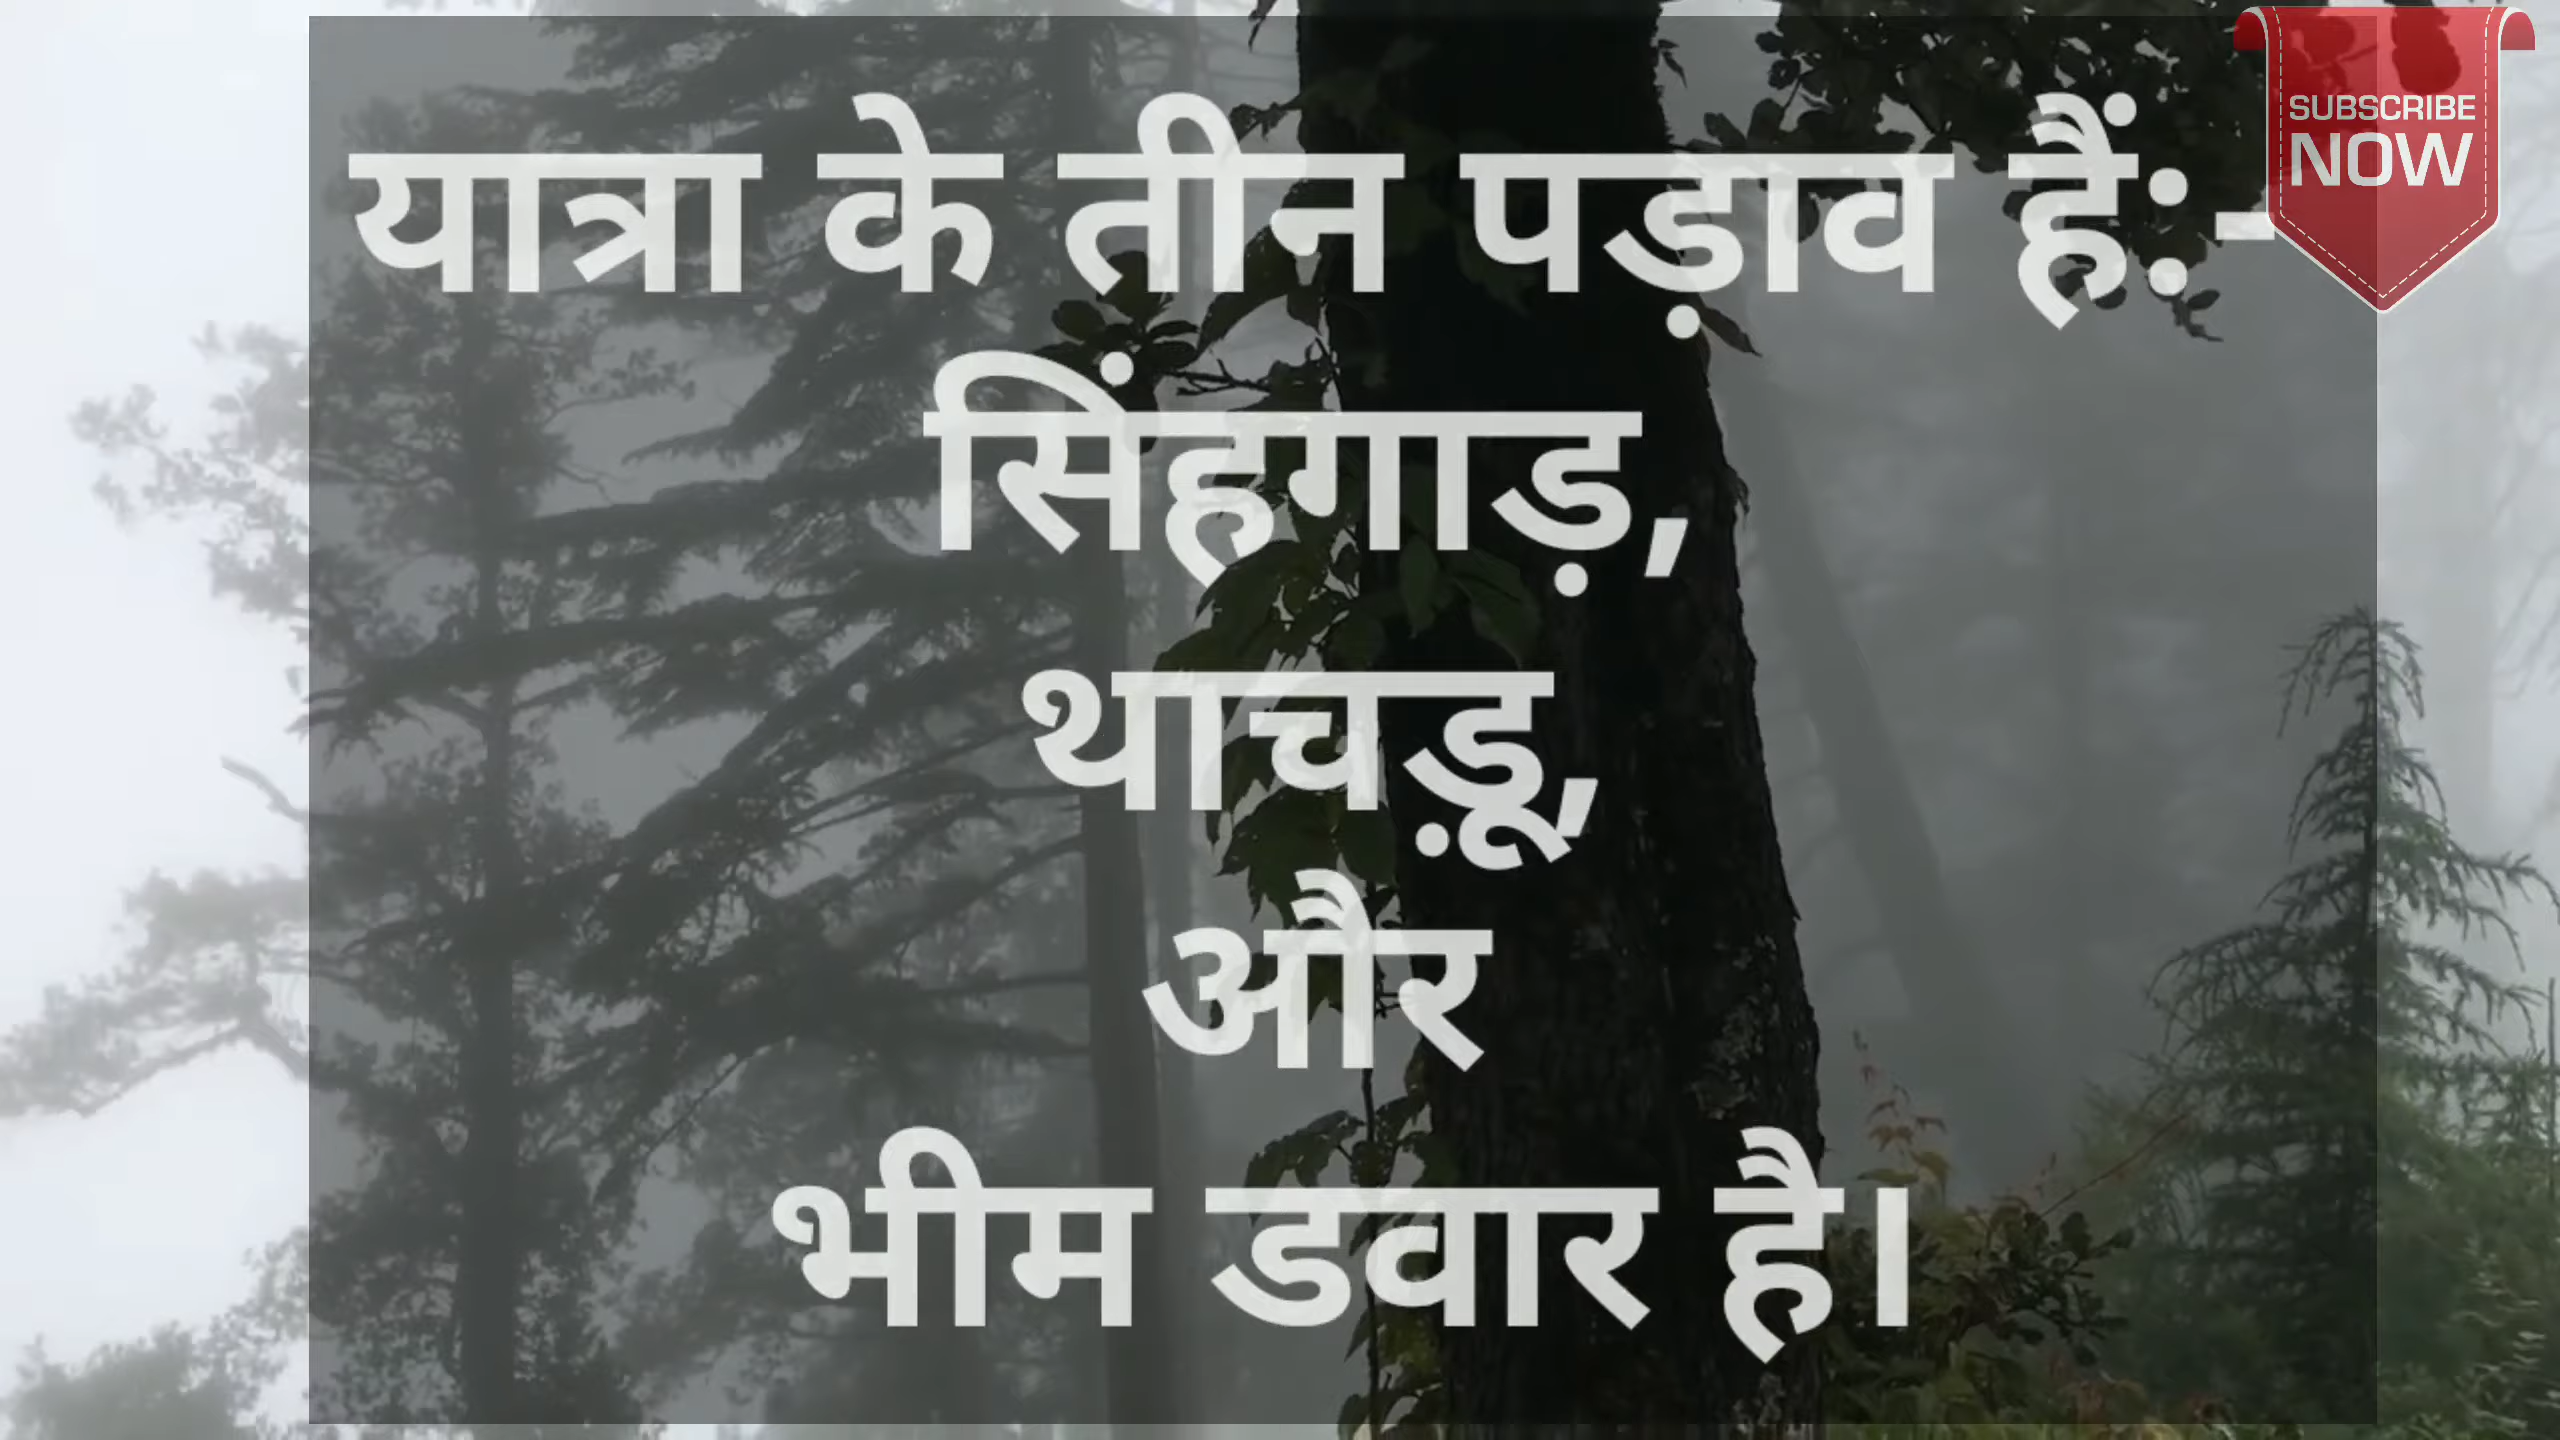 यात्रा के तीन पड़ाव हैं:-
सिंहगाड़,
थाचड़ू,
और
भीम डवार है।
SUBSCRIBE
NOW